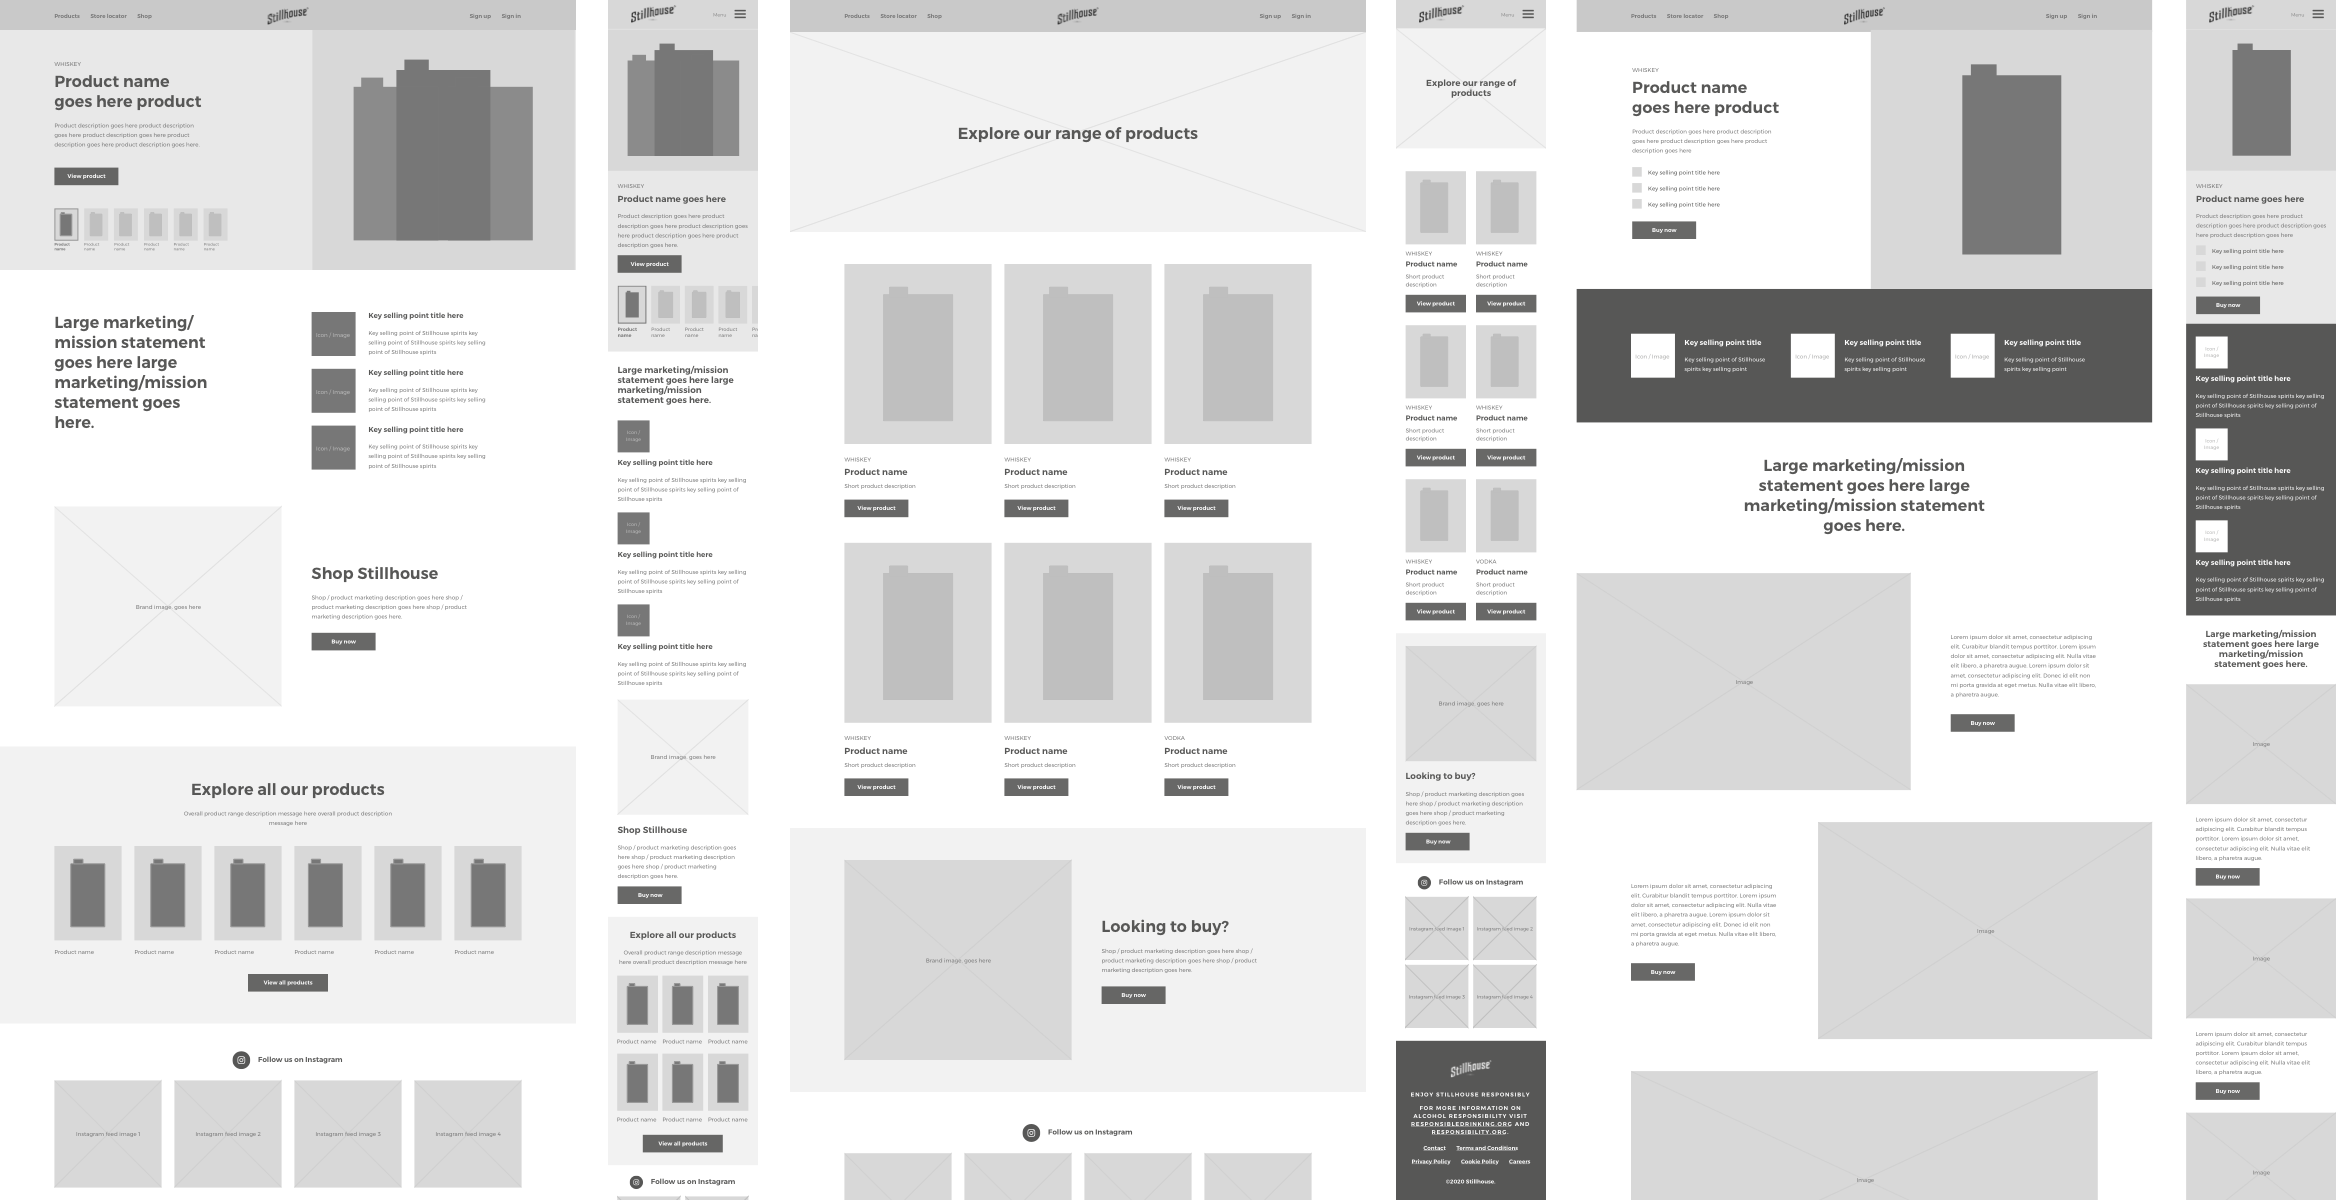 Products Store locator Shop
Stillhouse
Sign up Sign in
WHISKEY
Product name
goes here product
Product description goes here product description
goes here product description goes here product
description goes here product description goes here.
View product
Product
name
Product
name
Product
name
Product
name
Product
name
Product
name
Large marketing/
mission statement
goes here large
marketing/mission
statement goes
here.
Icon / Image
Key selling point title here
Key selling point of Stillhouse spirits key
selling point of Stillhouse spirits key selling
point of Stillhouse spirits
Icon / Image
Key selling point title here
Key selling point of Stillhouse spirits key
selling point of Stillhouse spirits key selling
point of Stillhouse spirits
Icon / Image
Key selling point title here
Key selling point of Stillhouse spirits key
selling point of Stillhouse spirits key selling
point of Stillhouse spirits
Brand image, goes here
Shop Stillhouse
Shop / product marketing description goes here shop /
product marketing description goes here shop / product
marketing description goes here.
Buy now
Explore all our products
Overall product range description message here overall product description
message here
Product name Product name Product name Product name Product name Product name
View all products
Follow us on Instagram
Instagram feed image 1 Instagram feed image 2 Instagram feed image 3 Instagram feed image 4
Stillhouse
Menu
WHISKEY
Product name goes here
Product description goes here product
description goes here product description goes
here product description goes here product
description goes here.
View product
Product
name
Product
name
Product
name
Product
name
Pr
na
Large marketing/mission
statement goes here large
marketing/mission
statement goes here.
Icon /
Image
Key selling point title here
Key selling point of Stillhouse spirits key selling
point of Stillhouse spirits key selling point of
Stillhouse spirits
Icon /
Image
Key selling point title here
Key selling point of Stillhouse spirits key selling
point of Stillhouse spirits key selling point of
Stillhouse spirits
Icon /
Image
Key selling point title here
Key selling point of Stillhouse spirits key selling
point of Stillhouse spirits key selling point of
Stillhouse spirits
Brand image, goes here
Shop Stillhouse
Shop / product marketing description goes
here shop / product marketing description
goes here shop / product marketing
description goes here.
Buy now
Explore all our products
Overall product range description message
here overall product description message here
Product name Product name Product name
Product name Product name Product name
View all products
Follow us on Instagram
Products Store locator Shop
Stillhouse
Sign up Sign in
Explore our range of products
WHISKEY
Product name
Short product description
View product
WHISKEY
Product name
Short product description
View product
WHISKEY
Product name
Short product description
View product
WHISKEY
Product name
Short product description
View product
WHISKEY
Product name
Short product description
View product
VODKA
Product name
Short product description
View product
Brand image, goes here
Looking to buy?
Shop / product marketing description goes here shop /
product marketing description goes here shop / product
marketing description goes here.
Buy now
Follow us on Instagram
Stillhouse
Menu
Explore our range of
products
WHISKEY
Product name
Short product
description
View product
WHISKEY
Product name
Short product
description
View product
WHISKEY
Product name
Short product
description
View product
WHISKEY
Product name
Short product
description
View product
WHISKEY
Product name
Short product
description
View product
VODKA
Product name
Short product
description
View product
Brand image, goes here
Looking to buy?
Shop / product marketing description goes
here shop / product marketing description
goes here shop / product marketing
description goes here.
Buy now
Follow us on Instagram
Instagram feed image 1 Instagram feed image 2
Instagram feed image 3 Instagram feed image 4
Stillhouse
ENJOY STILLHOUSE RESPONSIBLY
FOR MORE INFORMATION ON
ALCOHOL RESPONSIBILITY VISIT
RESPONSIBLEDRINKING.ORG AND
RESPONSIBILITY.ORG.
Contact Terms and Conditions
Privacy Policy Cookie Policy Careers
©2020 Stillhouse.
Products Store locator Shop
Stillhouse
Sign up Sign in
WHISKEY
Product name
goes here product
Product description goes here product description
goes here product description goes here product
description goes here
Key selling point title here
Key selling point title here
Key selling point title here
Buy now
Icon / Image
Key selling point title
Key selling point of Stillhouse
spirits key selling point
Icon / Image
Key selling point title
Key selling point of Stillhouse
spirits key selling point
Icon / Image
Key selling point title
Key selling point of Stillhouse
spirits key selling point
Large marketing/mission
statement goes here large
marketing/mission statement
goes here.
Image
Lorem ipsum dolor sit amet, consectetur adipiscing
elit. Curabitur blandit tempus porttitor. Lorem ipsum
dolor sit amet, consectetur adipiscing elit. Nulla vitae
elit libero, a pharetra augue. Lorem ipsum dolor sit
amet, consectetur adipiscing elit. Donec id elit non
mi porta gravida at eget metus. Nulla vitae elit libero,
a pharetra augue.
Buy now
Lorem ipsum dolor sit amet, consectetur adipiscing
elit. Curabitur blandit tempus porttitor. Lorem ipsum
dolor sit amet, consectetur adipiscing elit. Nulla vitae
elit libero, a pharetra augue. Lorem ipsum dolor sit
amet, consectetur adipiscing elit. Donec id elit non
mi porta gravida at eget metus. Nulla vitae elit libero,
a pharetra augue.
Buy now
Image
Image
Stillhouse
Menu
WHISKEY
Product name goes here
Product description goes here product
description goes here product description goes
here product description goes here
Key selling point title here
Key selling point title here
Key selling point title here
Buy now
Icon /
Image
Key selling point title here
Key selling point of Stillhouse spirits key selling
point of Stillhouse spirits key selling point of
Stillhouse spirits
Icon /
Image
Key selling point title here
Key selling point of Stillhouse spirits key selling
point of Stillhouse spirits key selling point of
Stillhouse spirits
Icon /
Image
Key selling point title here
Key selling point of Stillhouse spirits key selling
point of Stillhouse spirits key selling point of
Stillhouse spirits
Large marketing/mission
statement goes here large
marketing/mission
statement goes here.
Image
Lorem ipsum dolor sit amet, consectetur
adipiscing elit. Curabitur blandit tempus
porttitor. Lorem ipsum dolor sit amet,
consectetur adipiscing elit. Nulla vitae elit
libero, a pharetra augue.
Buy now
Image
Lorem ipsum dolor sit amet, consectetur
adipiscing elit. Curabitur blandit tempus
porttitor. Lorem ipsum dolor sit amet,
consectetur adipiscing elit. Nulla vitae elit
libero, a pharetra augue.
Buy now
Image